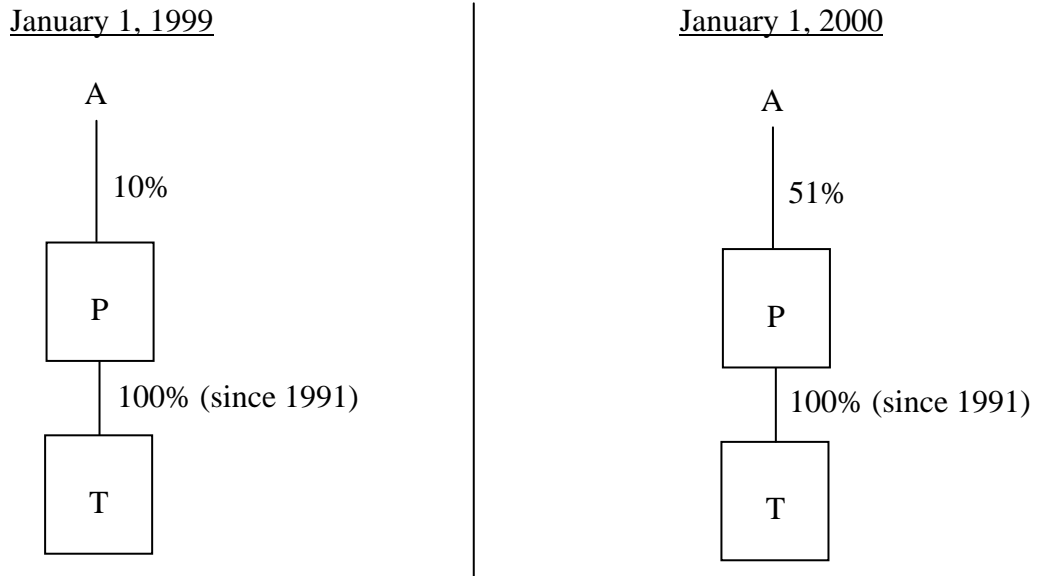 January 1, 1999
A
10%
P
100% (since 1991)
T
January 1, 2000
A
51%
P
100% (since 1991)
T